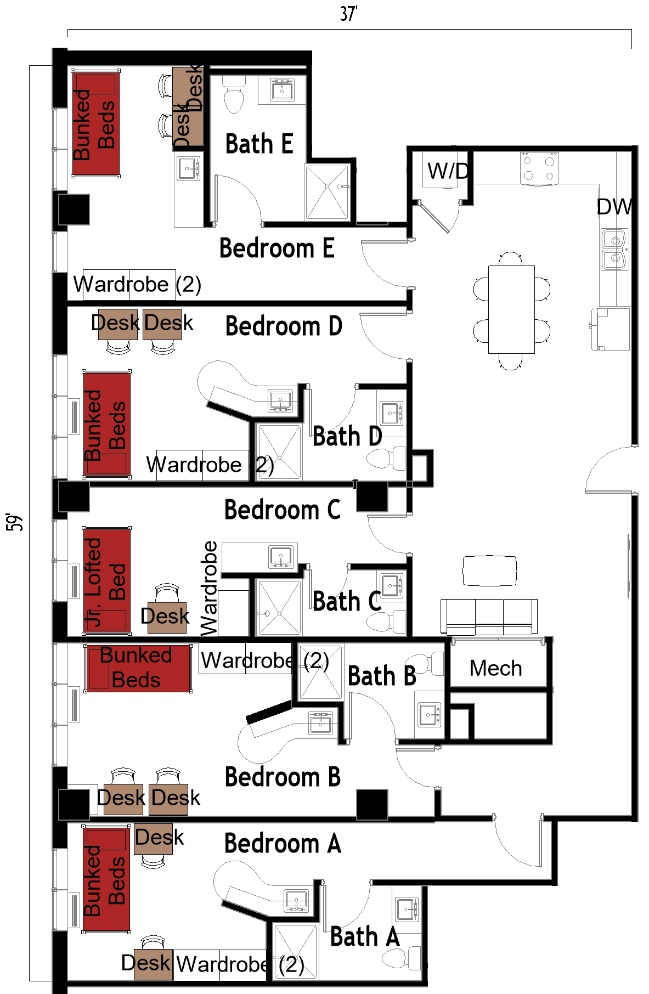 37'
59'
Bunked
Beds
Desk
Desk
Bath E
W/D
DW
Bedroom E
Wardrobe (2)
Desk
Desk
Bedroom D
Bunked
Beds
Bath D
Wardrobe (2)
Bedroom C
Jr. Lofted
Bed
Desk
Wardrobe
Bath C
Bunked
Beds
Wardrobe (2)
Bath B
Mech
Bedroom B
Desk
Desk
Bunked
Beds
Desk
Bedroom A
Bath A
Desk
Wardrobe (2)